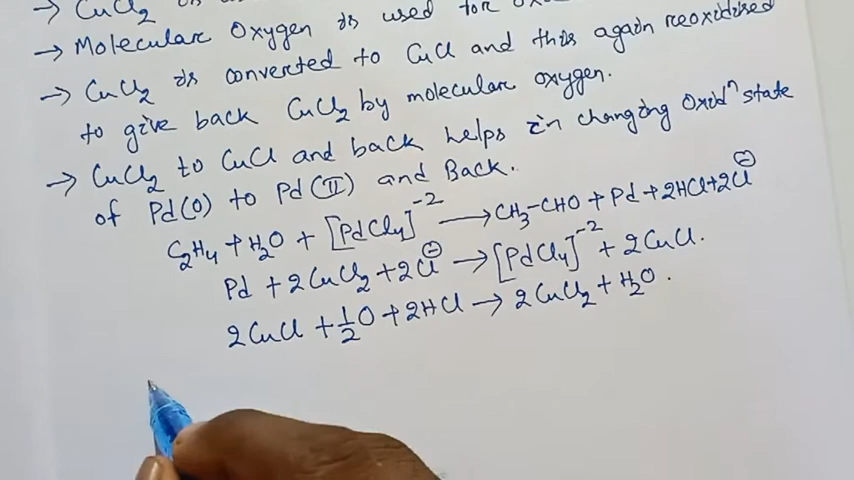 → CuCl₂ is
→ Molecular Oxygen is used for
→ CuCl₂ is converted to CuCl and this again reoxidised
to give back CuCl₂ by molecular oxygen.
→ CuCl₂ to CuCl and back helps in changing Oxidⁿ state
of Pd(0) to Pd(II) and Back.
C₂H₄ + H₂O + [PdCl₄]⁻² → CH₃-CHO + Pd + 2HCl + 2Cl⊖
Pd + 2CuCl₂ + 2Cl⊖ → [PdCl₄]⁻² + 2CuCl.
2CuCl + ½O + 2HCl → 2CuCl₂ + H₂O.